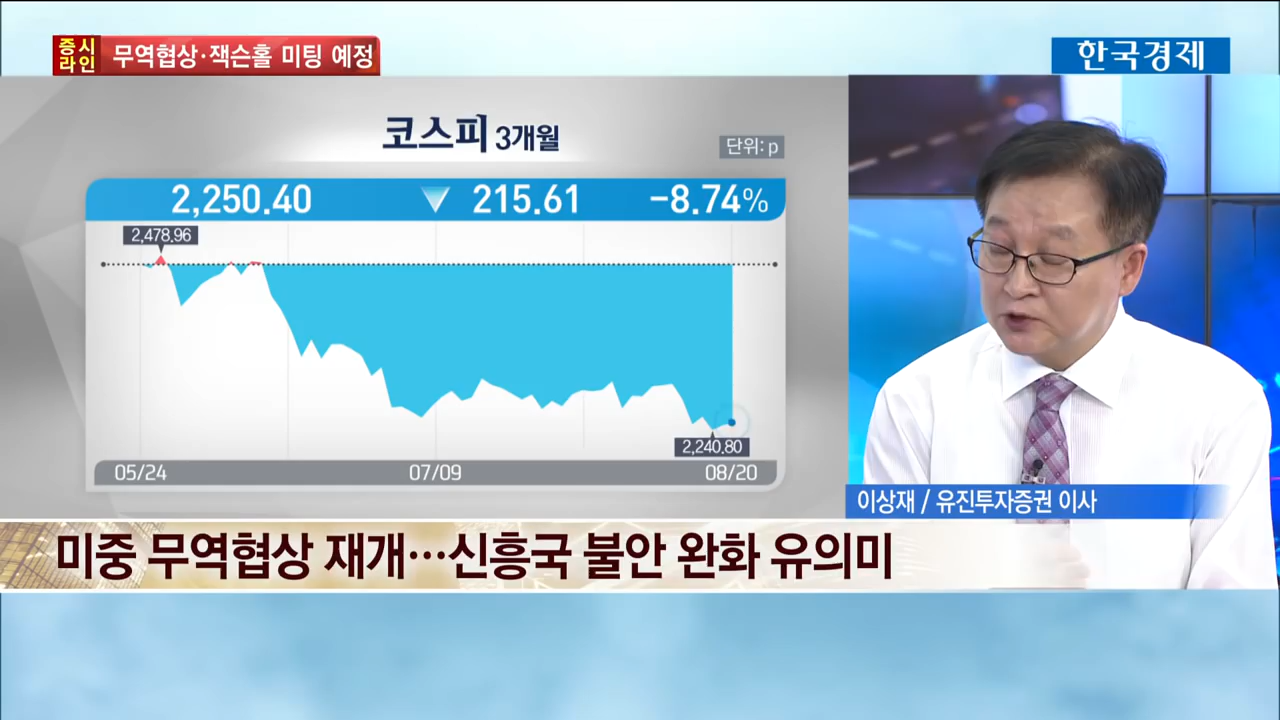 증시
라인
무역협상·잭슨홀 미팅 예정
한국경제
코스피 3개월
단위: p
2,250.40 ▼ 215.61 -8.74%
2,478.96
2,240.80
05/24 07/09 08/20
이상재 / 유진투자증권 이사
미중 무역협상 재개…신흥국 불안 완화 유의미